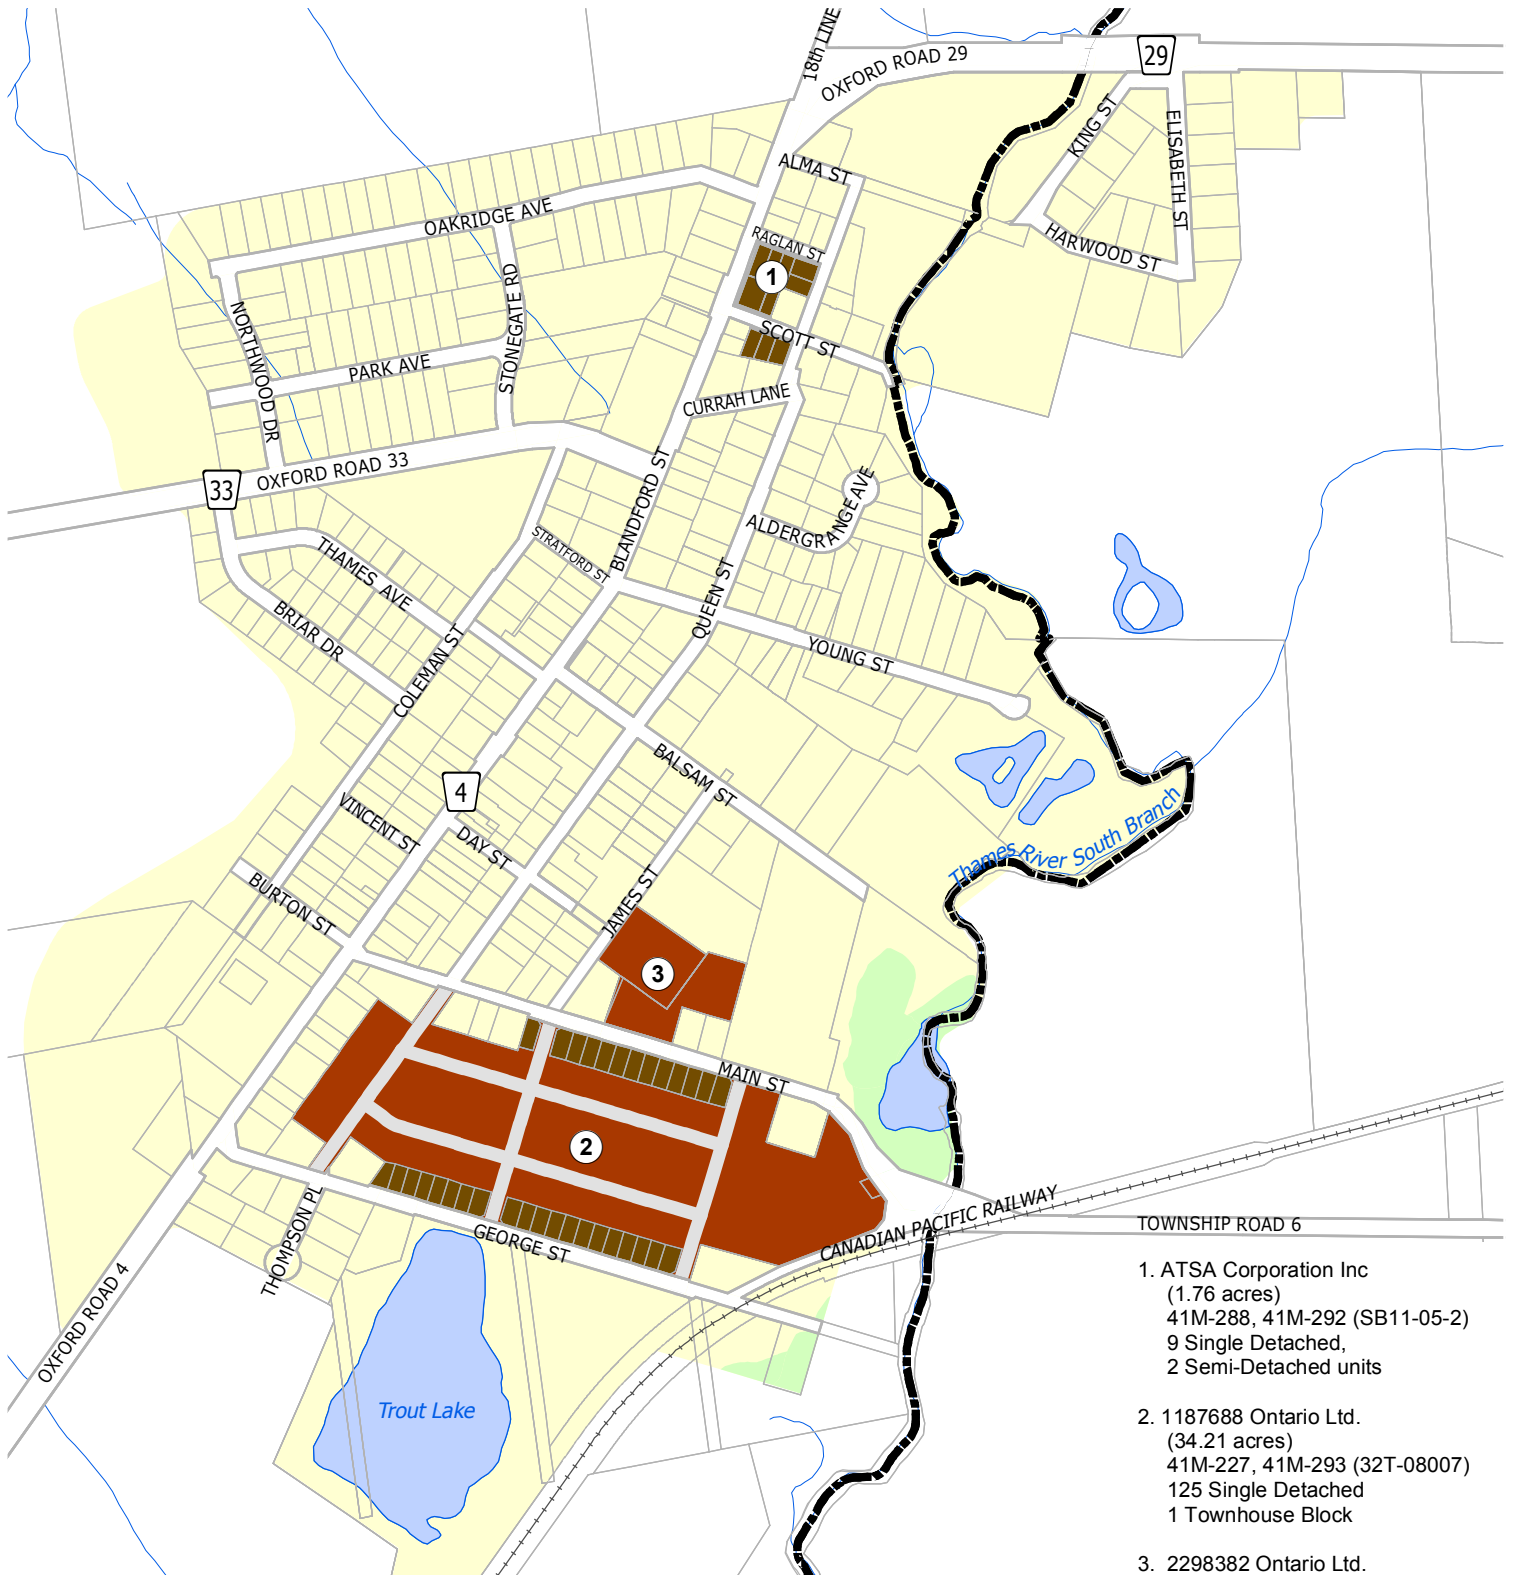 18th LINE
OXFORD ROAD 29
29
KING ST
ELISABETH ST
ALMA ST
OAKRIDGE AVE
RAGLAN ST
HARWOOD ST
1
NORTHWOOD DR
STONEGATE RD
SCOTT ST
PARK AVE
CURRAH LANE
OXFORD ROAD 33
33
BLANDFORD ST
ALDERGRANGE AVE
STRATFORD ST
THAMES AVE
QUEEN ST
BRIAR DR
COLEMAN ST
YOUNG ST
BALSAM ST
4
VINCENT ST
DAY ST
Thames River South Branch
BURTON ST
JAMES ST
3
MAIN ST
2
THOMPSON PL
GEORGE ST
CANADIAN PACIFIC RAILWAY
TOWNSHIP ROAD 6
OXFORD ROAD 4
Trout Lake
1. ATSA Corporation Inc
(1.76 acres)
41M-288, 41M-292 (SB11-05-2)
9 Single Detached,
2 Semi-Detached units
2. 1187688 Ontario Ltd.
(34.21 acres)
41M-227, 41M-293 (32T-08007)
125 Single Detached
1 Townhouse Block
3. 2298382 Ontario Ltd.